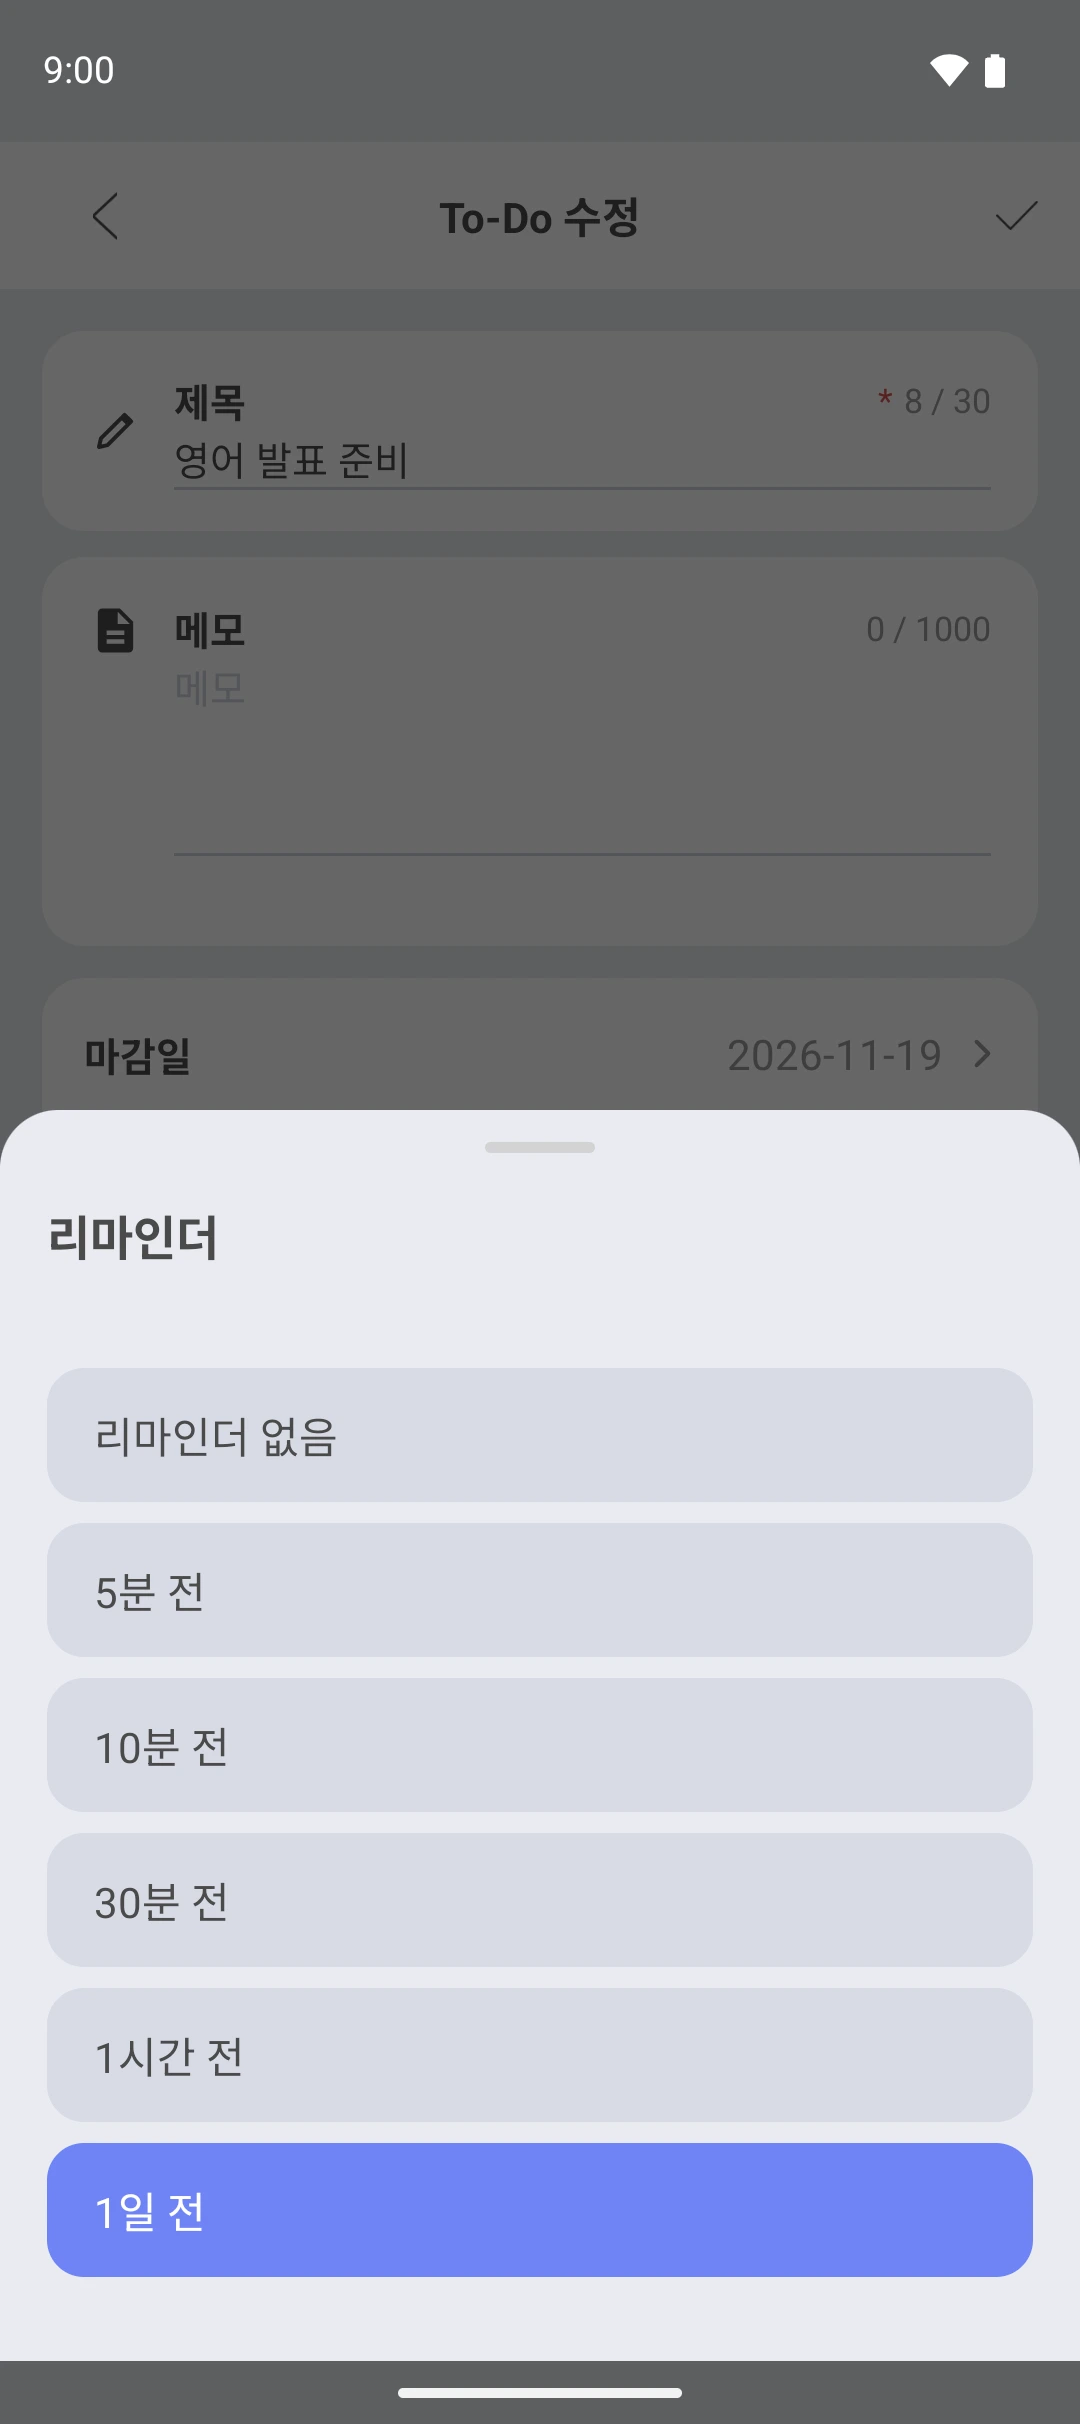 9:00
To-Do 수정
제목
* 8 / 30
영어 발표 준비
메모
0 / 1000
메모
마감일
2026-11-19
리마인더
리마인더 없음
5분 전
10분 전
30분 전
1시간 전
1일 전